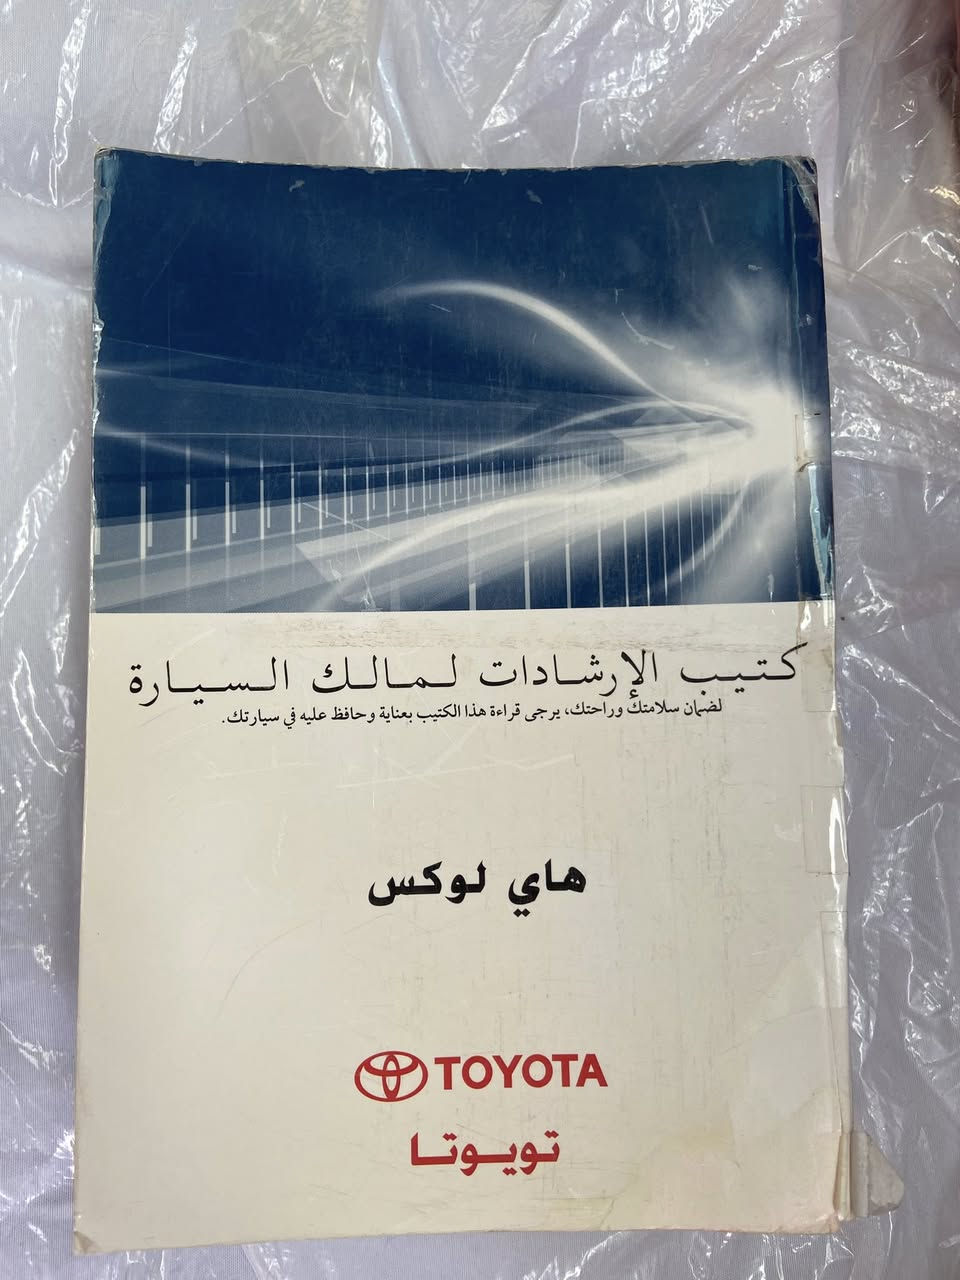 كتيب الإرشادات لمالك السيارة
لضمان سلامتك وراحتك، يرجى قراءة هذا الكتيب بعناية وحافظ عليه في سيارتك.
هاي لوكس
TOYOTA
تويوتا